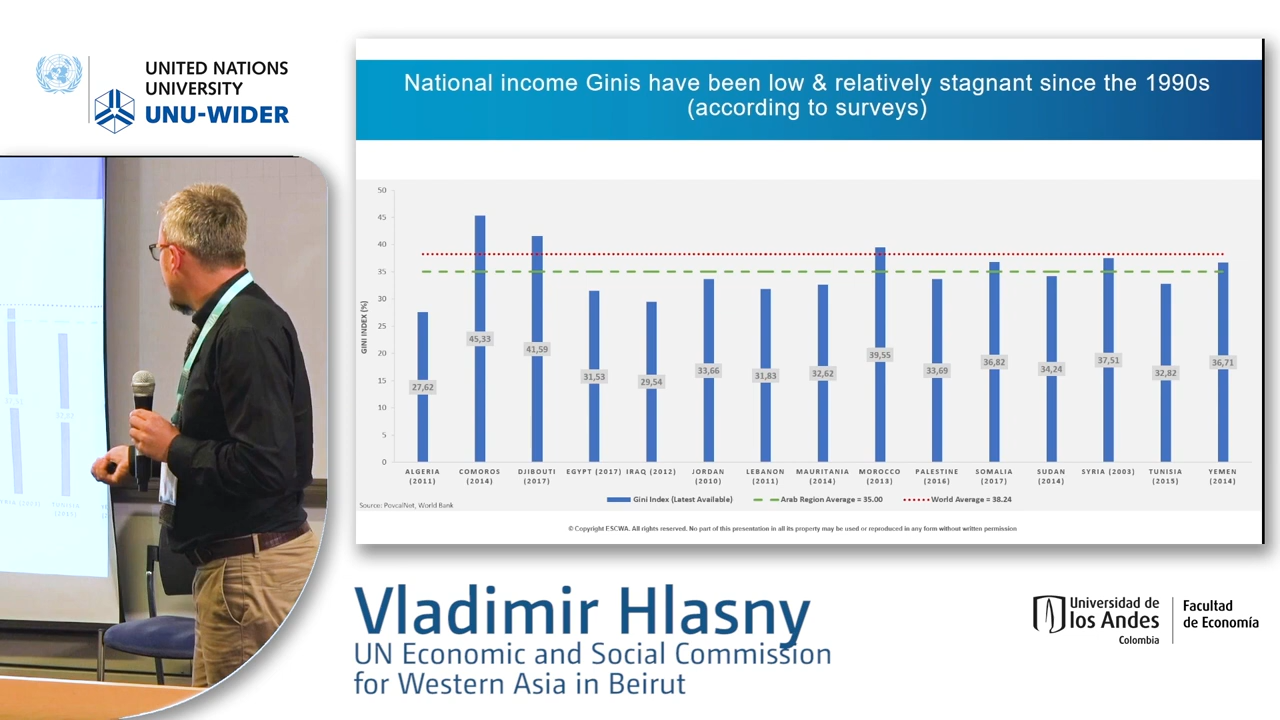 UNITED NATIONS
UNIVERSITY
UNU-WIDER
National income Ginis have been low & relatively stagnant since the 1990s
(according to surveys)
50
45
40
35
30
25
20
15
10
5
0
GINI INDEX (%)
27,62
45,33
41,59
31,53
29,54
33,66
31,83
32,62
39,55
33,69
36,82
34,24
37,51
32,82
36,71
ALGERIA
(2011)
COMOROS
(2014)
DJIBOUTI
(2017)
EGYPT (2017)
IRAQ (2012)
JORDAN
(2010)
LEBANON
(2011)
MAURITANIA
(2014)
MOROCCO
(2013)
PALESTINE
(2016)
SOMALIA
(2017)
SUDAN
(2014)
SYRIA (2003)
TUNISIA
(2015)
YEMEN
(2014)
Gini Index (Latest Available)
Arab Region Average = 35.00
World Average = 38.24
Source: PovcalNet, World Bank
© Copyright ESCWA. All rights reserved. No part of this presentation in all its property may be used or reproduced in any form without written permission
Vladimir Hlasny
UN Economic and Social Commission
for Western Asia in Beirut
Universidad de
los Andes
Colombia
Facultad
de Economía